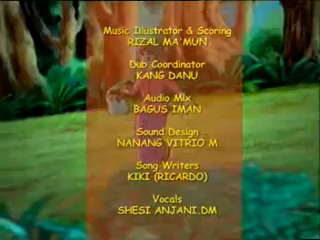 Music Illustrator & Scoring
RIZAL MA'MUN
Dub Coordinator
KANG DANU
Audio Mix
BAGUS IMAN
Sound Design
NANANG VITRIO.M
Song Writers
KIKI (RICARDO)
Vocals
SHESI ANJANI.DM